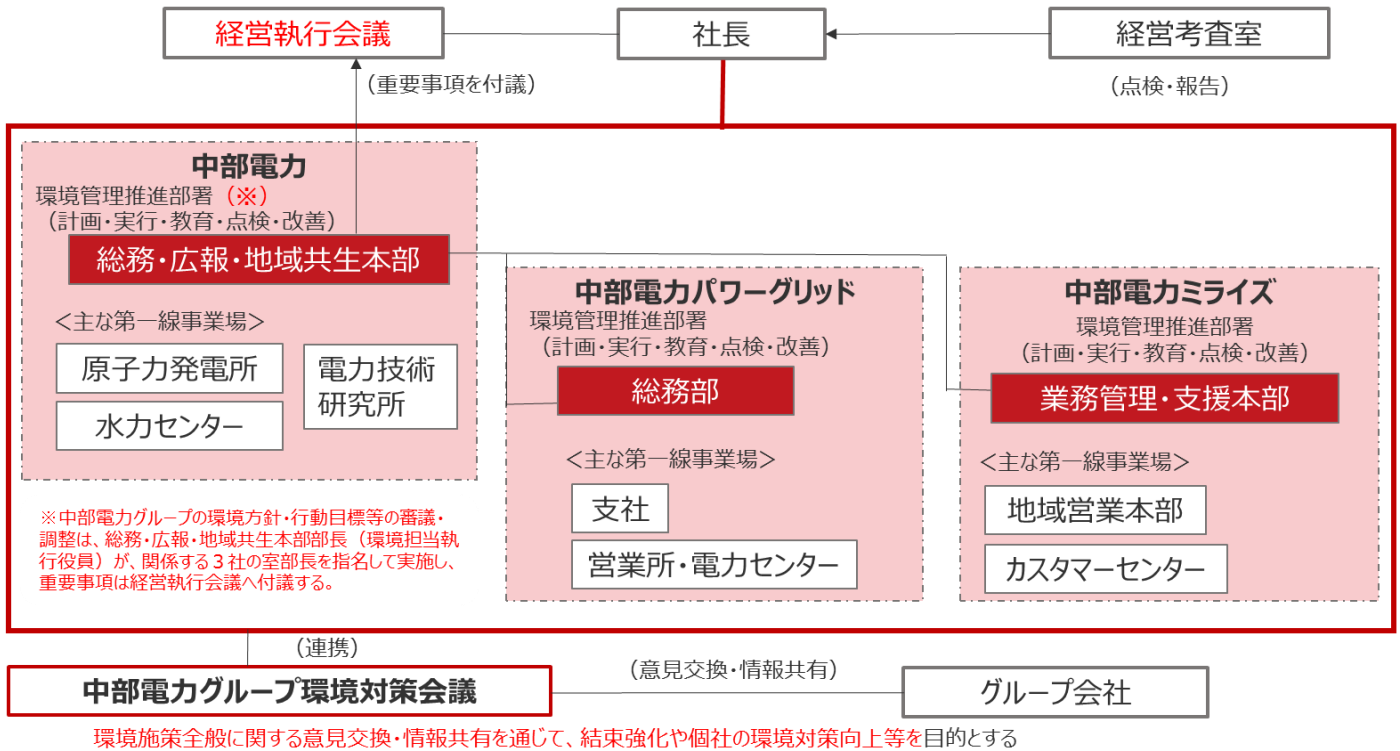 経営執行会議
社長
経営考査室
（重要事項を付議）
（点検・報告）
中部電力
環境管理推進部署（※）
（計画・実行・教育・点検・改善）
総務・広報・地域共生本部
＜主な第一線事業場＞
原子力発電所
水力センター
電力技術
研究所
※中部電力グループの環境方針・行動目標等の審議・
調整は、総務・広報・地域共生本部部長（環境担当執
行役員）が、関係する３社の室部長を指名して実施し、
重要事項は経営執行会議へ付議する。
中部電力パワーグリッド
環境管理推進部署
（計画・実行・教育・点検・改善）
総務部
＜主な第一線事業場＞
支社
営業所・電力センター
中部電力ミライズ
環境管理推進部署
（計画・実行・教育・点検・改善）
業務管理・支援本部
＜主な第一線事業場＞
地域営業本部
カスタマーセンター
（連携）
中部電力グループ環境対策会議
（意見交換・情報共有）
グループ会社
環境施策全般に関する意見交換・情報共有を通じて、結束強化や個社の環境対策向上等を目的とする